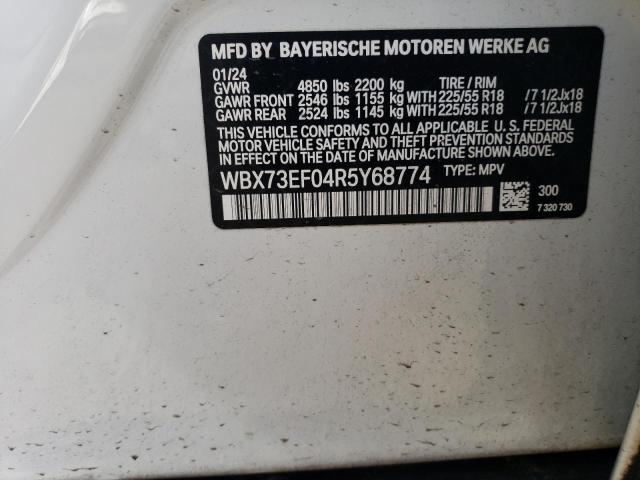 MFD BY BAYERISCHE MOTOREN WERKE AG
01/24
GVWR 4850 lbs 2200 kg TIRE / RIM
GAWR FRONT 2546 lbs 1155 kg WITH 225/55 R18 /7 1/2Jx18
GAWR REAR 2524 lbs 1145 kg WITH 225/55 R18 /7 1/2Jx18
THIS VEHICLE CONFORMS TO ALL APPLICABLE U. S. FEDERAL
MOTOR VEHICLE SAFETY AND THEFT PREVENTION
STANDARDS IN EFFECT ON THE DATE OF MANUFACTURE SHOWN ABOVE.
WBX73EF04R5Y68774 TYPE: MPV
300
7 320 730